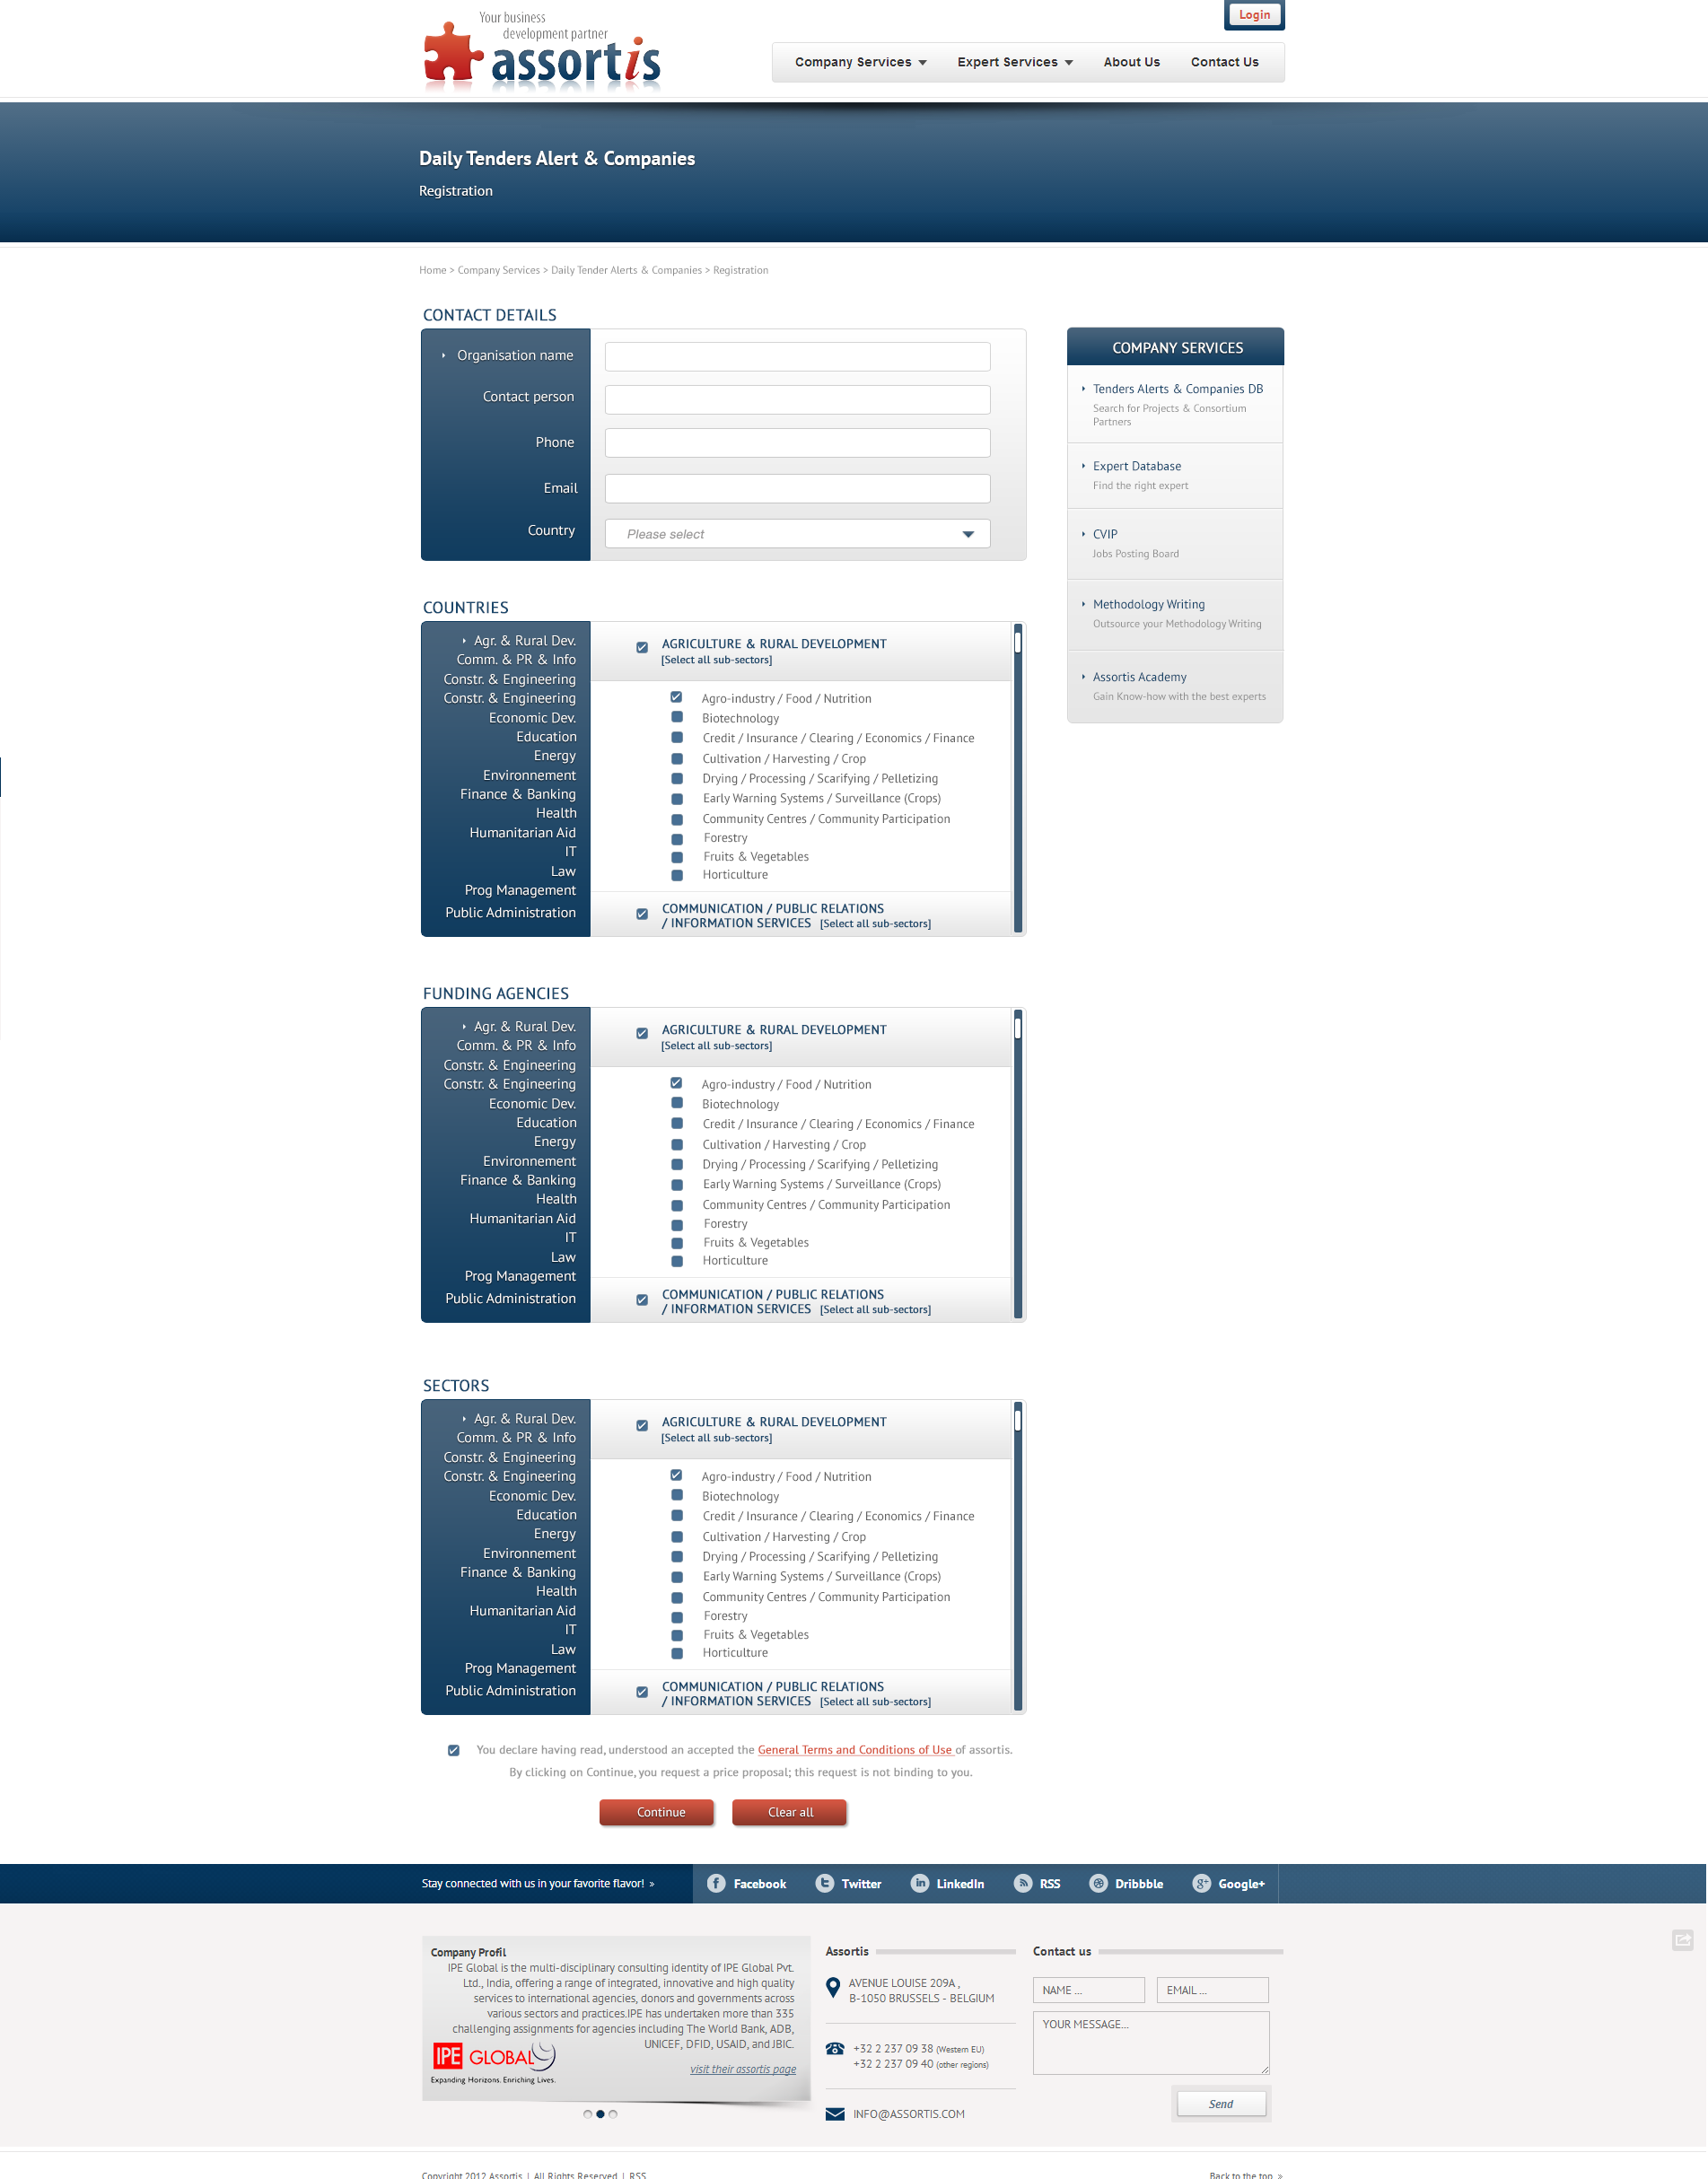 Your business
development partner
assortis
Login
Company Services
Expert Services
About Us
Contact Us
Daily Tenders Alert & Companies
Registration
Home > Company Services > Daily Tender Alerts & Companies > Registration
CONTACT DETAILS
Organisation name
Contact person
Phone
Email
Country
Please select
COMPANY SERVICES
Tenders Alerts & Companies DB
Search for Projects & Consortium
Partners
Expert Database
Find the right expert
CVIP
Jobs Posting Board
Methodology Writing
Outsource your Methodology Writing
Assortis Academy
Gain Know-how with the best experts
COUNTRIES
Agr. & Rural Dev.
Comm. & PR & Info
Constr. & Engineering
Constr. & Engineering
Economic Dev.
Education
Energy
Environnement
Finance & Banking
Health
Humanitarian Aid
IT
Law
Prog Management
Public Administration
AGRICULTURE & RURAL DEVELOPMENT
[Select all sub-sectors]
Agro-industry / Food / Nutrition
Biotechnology
Credit / Insurance / Clearing / Economics / Finance
Cultivation / Harvesting / Crop
Drying / Processing / Scarifying / Pelletizing
Early Warning Systems / Surveillance (Crops)
Community Centres / Community Participation
Forestry
Fruits & Vegetables
Horticulture
COMMUNICATION / PUBLIC RELATIONS
/ INFORMATION SERVICES [Select all sub-sectors]
FUNDING AGENCIES
Agr. & Rural Dev.
Comm. & PR & Info
Constr. & Engineering
Constr. & Engineering
Economic Dev.
Education
Energy
Environnement
Finance & Banking
Health
Humanitarian Aid
IT
Law
Prog Management
Public Administration
AGRICULTURE & RURAL DEVELOPMENT
[Select all sub-sectors]
Agro-industry / Food / Nutrition
Biotechnology
Credit / Insurance / Clearing / Economics / Finance
Cultivation / Harvesting / Crop
Drying / Processing / Scarifying / Pelletizing
Early Warning Systems / Surveillance (Crops)
Community Centres / Community Participation
Forestry
Fruits & Vegetables
Horticulture
COMMUNICATION / PUBLIC RELATIONS
/ INFORMATION SERVICES [Select all sub-sectors]
SECTORS
Agr. & Rural Dev.
Comm. & PR & Info
Constr. & Engineering
Constr. & Engineering
Economic Dev.
Education
Energy
Environnement
Finance & Banking
Health
Humanitarian Aid
IT
Law
Prog Management
Public Administration
AGRICULTURE & RURAL DEVELOPMENT
[Select all sub-sectors]
Agro-industry / Food / Nutrition
Biotechnology
Credit / Insurance / Clearing / Economics / Finance
Cultivation / Harvesting / Crop
Drying / Processing / Scarifying / Pelletizing
Early Warning Systems / Surveillance (Crops)
Community Centres / Community Participation
Forestry
Fruits & Vegetables
Horticulture
COMMUNICATION / PUBLIC RELATIONS
/ INFORMATION SERVICES [Select all sub-sectors]
You declare having read, understood an accepted the General Terms and Conditions of Use of assortis.
By clicking on Continue, you request a price proposal; this request is not binding to you.
Continue
Clear all
Stay connected with us in your favorite flavor! »
Facebook
Twitter
LinkedIn
RSS
Dribbble
Google+
Company Profil
IPE Global is the multi-disciplinary consulting identity of IPE Global Pvt.
Ltd., India, offering a range of integrated, innovative and high quality
services to international agencies, donors and governments across
various sectors and practices.IPE has undertaken more than 335
challenging assignments for agencies including The World Bank, ADB,
UNICEF, DFID, USAID, and JBIC.
IPE GLOBAL
Expanding Horizons. Enriching Lives.
visit their assortis page
Assortis
AVENUE LOUISE 209A ,
B-1050 BRUSSELS - BELGIUM
+32 2 237 09 38 (Western EU)
+32 2 237 09 40 (other regions)
INFO@ASSORTIS.COM
Contact us
NAME ...
EMAIL ...
YOUR MESSAGE...
Send
Copyright 2012 Assortis | All Rights Reserved | RSS
Back to the top »